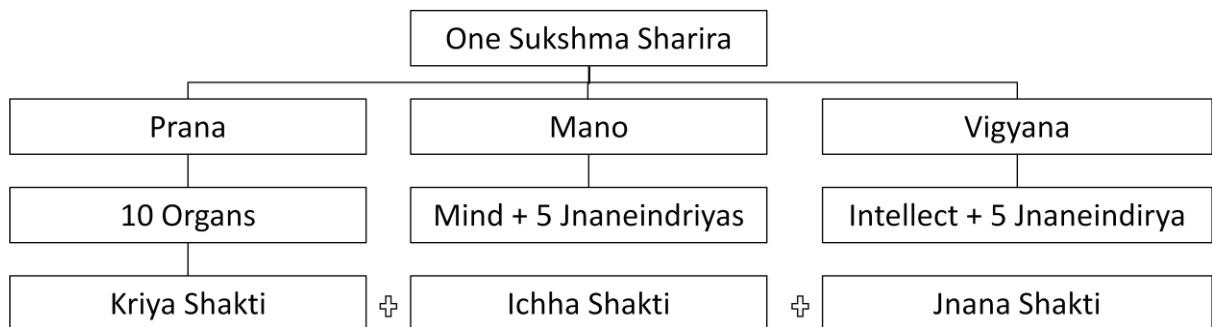 One Sukshma Sharira
Prana
Mano
Vigyana
10 Organs
Mind + 5 Jnaneindriyas
Intellect + 5 Jnaneindirya
Kriya Shakti
Ichha Shakti
Jnana Shakti